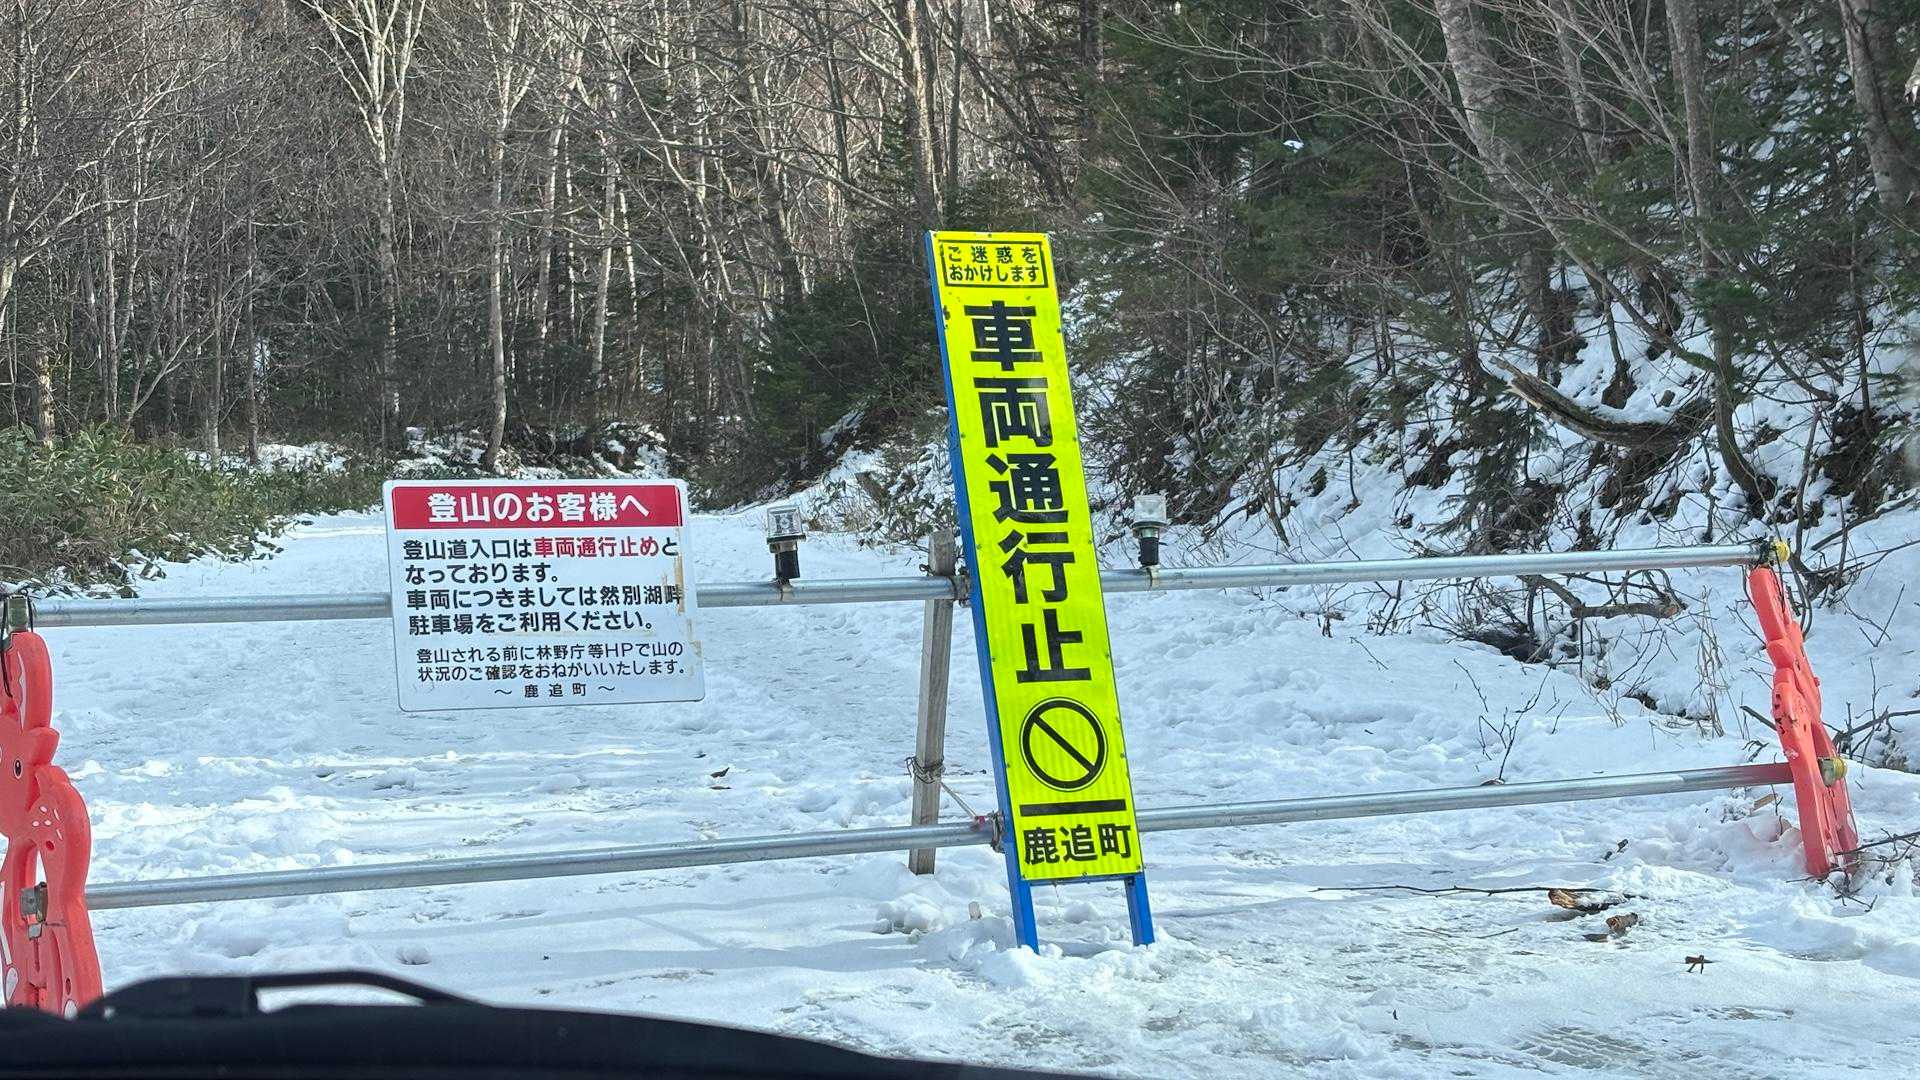 登山のお客様へ
登山道入口は車両通行止めと
なっております。
車両につきましては然別湖畔
駐車場をご利用ください。
登山される前に林野庁等HPで山の
状況のご確認をおねがいいたします。
～ 鹿追町 ～
ご迷惑を
おかけします
車両通行止
鹿追町